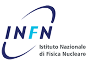 INFN
Istituto Nazionale
di Fisica Nucleare